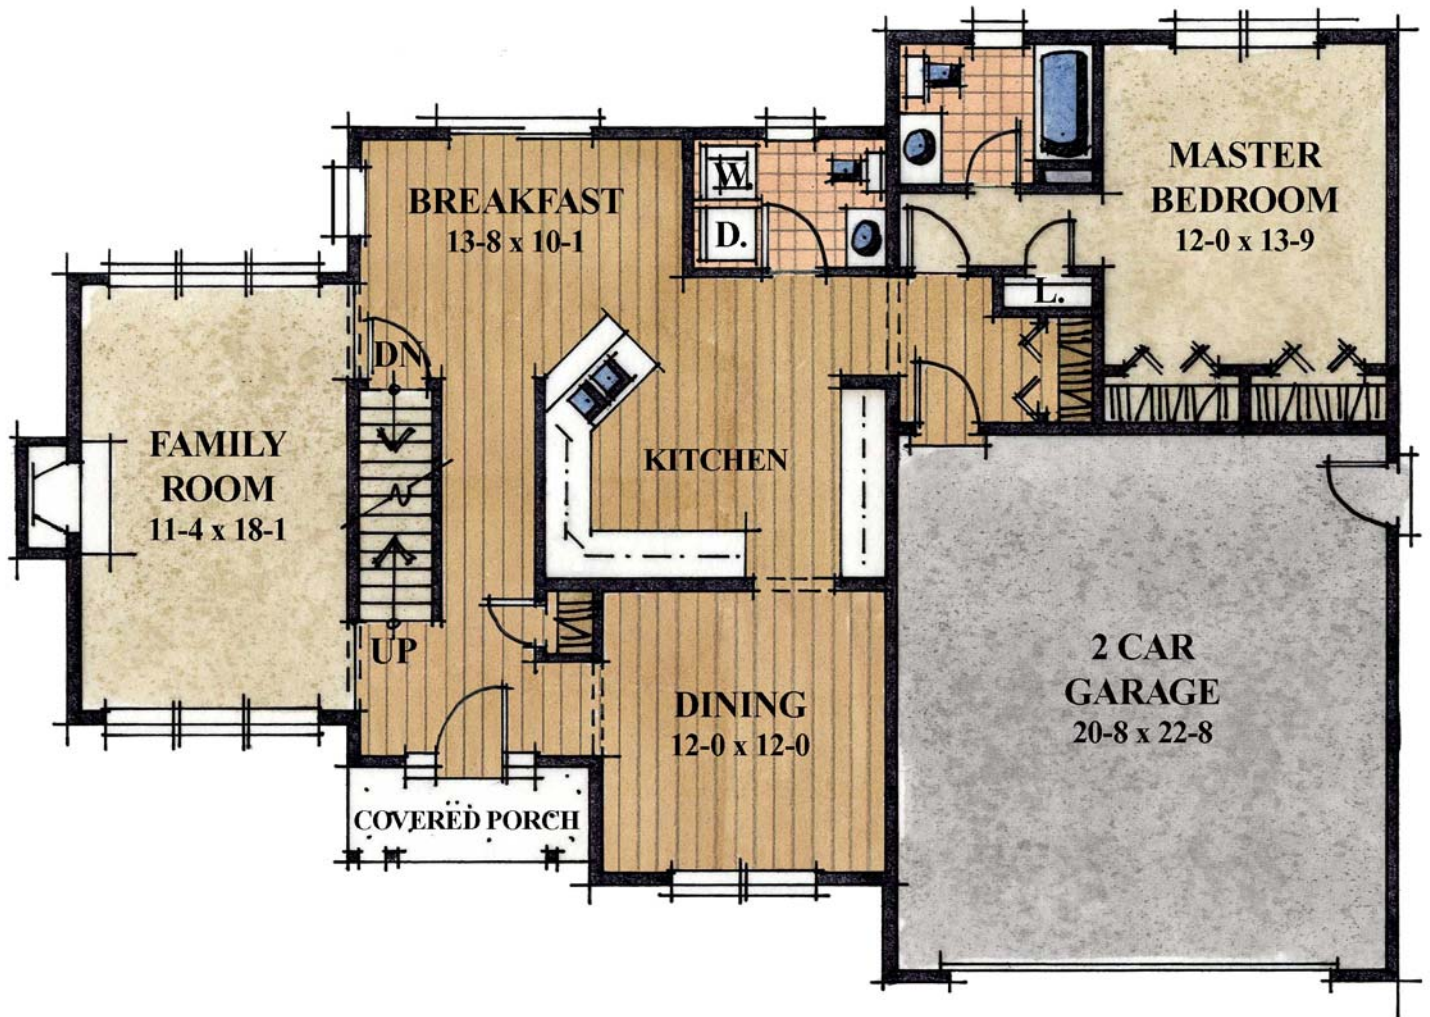 MASTER
BEDROOM
12-0 x 13-9
BREAKFAST
13-8 x 10-1
W.
D.
L.
DN
FAMILY
ROOM
11-4 x 18-1
KITCHEN
UP
DINING
12-0 x 12-0
2 CAR
GARAGE
20-8 x 22-8
COVERED PORCH